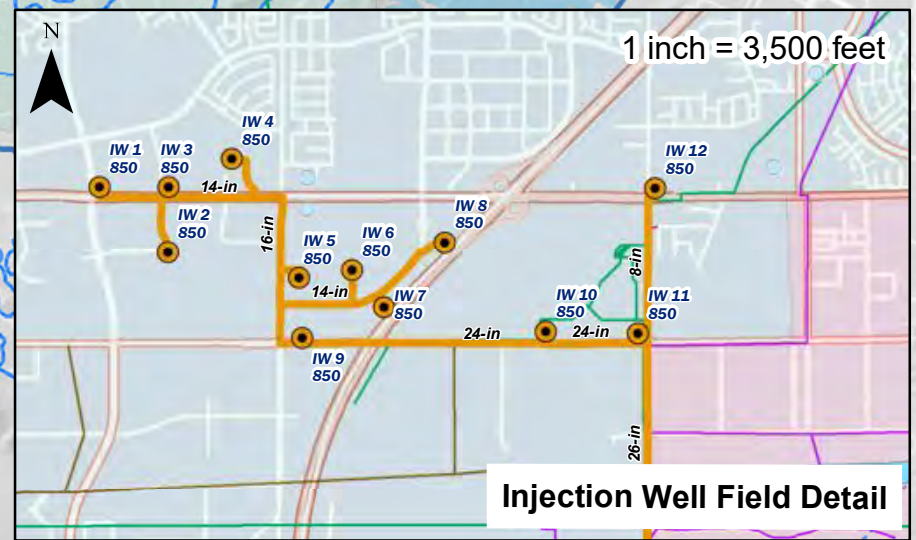 N
1 inch = 3,500 feet
IW 4
850
IW 1
850
IW 3
850
14-in
IW 12
850
IW 2
850
16-in
IW 8
850
IW 5
850
IW 6
850
14-in
IW 7
850
8-in
IW 10
850
IW 11
850
IW 9
850
24-in
24-in
26-in
Injection Well Field Detail